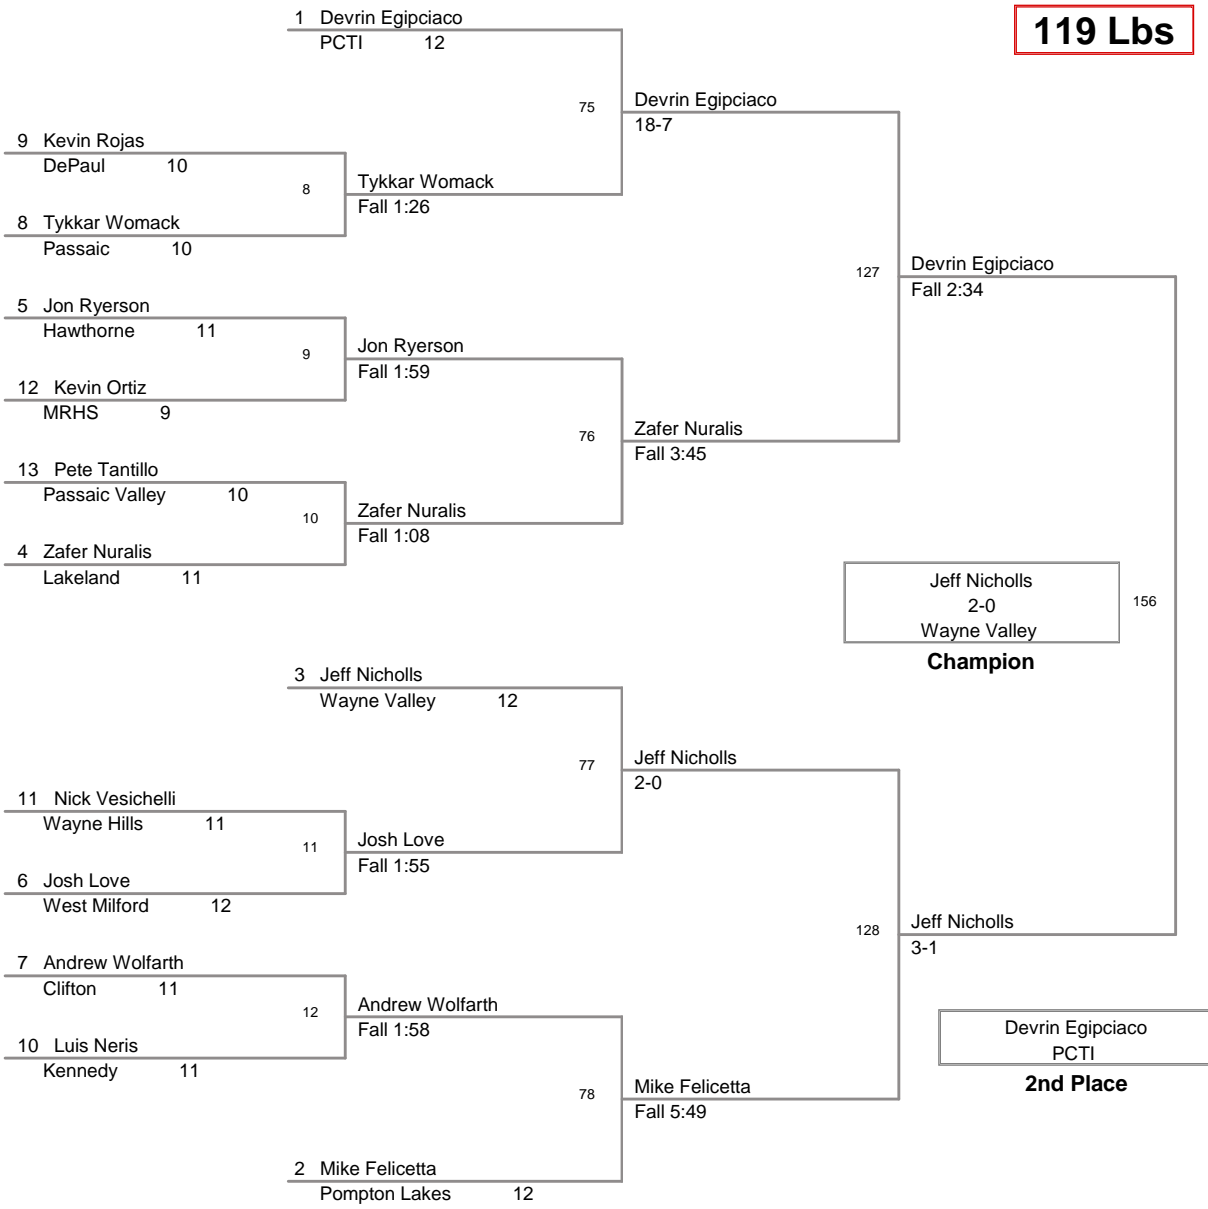 1 Devrin Egipciaco
119 Lbs
PCTI 12
75
Devrin Egipciaco
18-7
9 Kevin Rojas
DePaul 10
8
Tykkar Womack
Fall 1:26
8 Tykkar Womack
Passaic 10
127
Devrin Egipciaco
Fall 2:34
5 Jon Ryerson
Hawthorne 11
9
Jon Ryerson
Fall 1:59
12 Kevin Ortiz
MRHS 9
76
Zafer Nuralis
Fall 3:45
13 Pete Tantillo
Passaic Valley 10
10
Zafer Nuralis
Fall 1:08
4 Zafer Nuralis
Lakeland 11
Jeff Nicholls
2-0
Wayne Valley
156
Champion
3 Jeff Nicholls
Wayne Valley 12
77
Jeff Nicholls
2-0
11 Nick Vesichelli
Wayne Hills 11
11
Josh Love
Fall 1:55
6 Josh Love
West Milford 12
128
Jeff Nicholls
3-1
7 Andrew Wolfarth
Clifton 11
12
Andrew Wolfarth
Fall 1:58
10 Luis Neris
Kennedy 11
Devrin Egipciaco
PCTI
2nd Place
78
Mike Felicetta
Fall 5:49
2 Mike Felicetta
Pompton Lakes 12